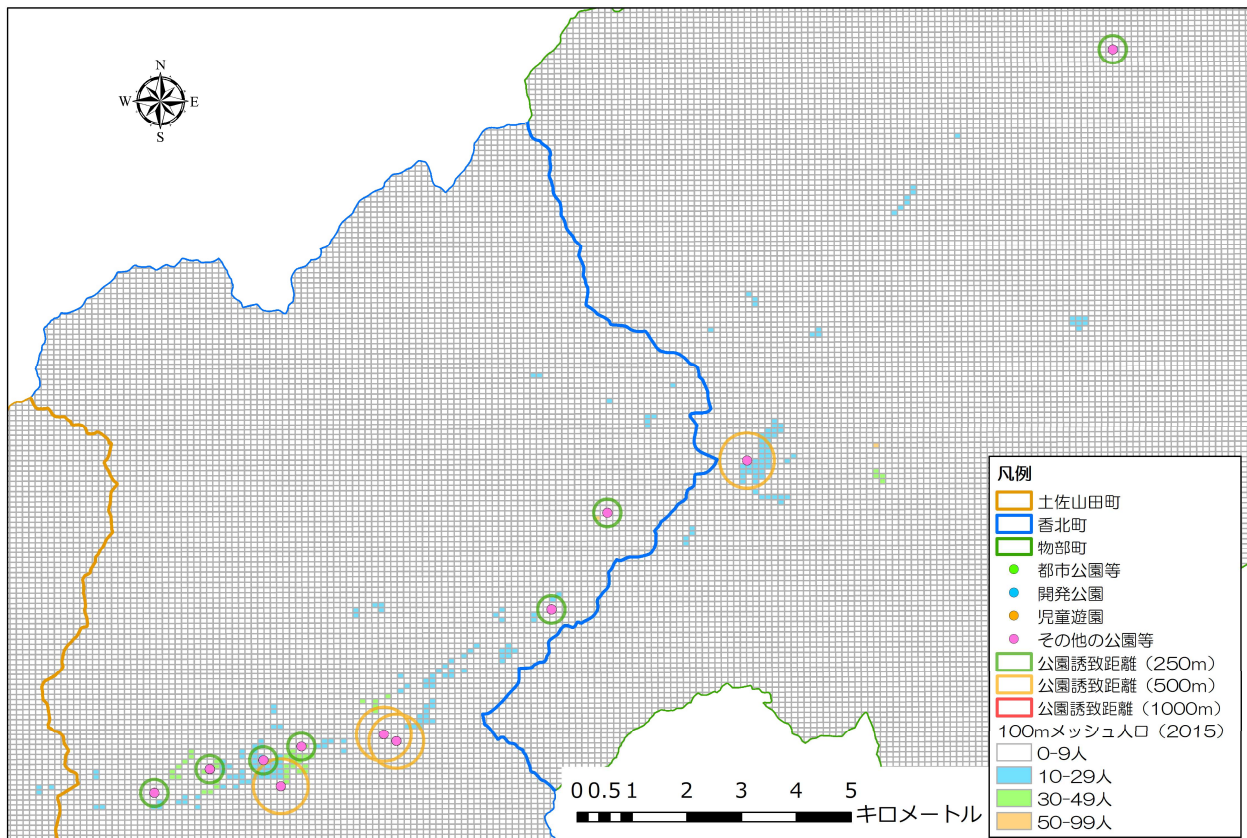 N
W E
S
凡例
土佐山田町
香北町
物部町
都市公園等
開発公園
児童遊園
その他の公園等
公園誘致距離（250m）
公園誘致距離（500m）
公園誘致距離（1000m）
100mメッシュ人口（2015）
0-9人
10-29人
30-49人
50-99人
0 0.5 1 2 3 4 5
キロメートル